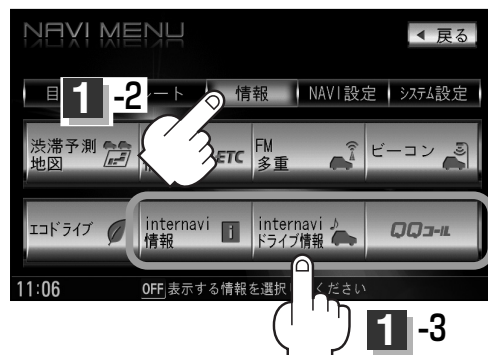 NAVI MENU
◀ 戻る
目 ート 情報 NAVI設定 システム設定
1-2
渋滞予測
地図
ETC
FM
多重
ビーコン
エコドライブ
internavi
情報
internavi
ドライブ情報
QQコール
11:06 OFF 表示する情報を選択 ください
1-3